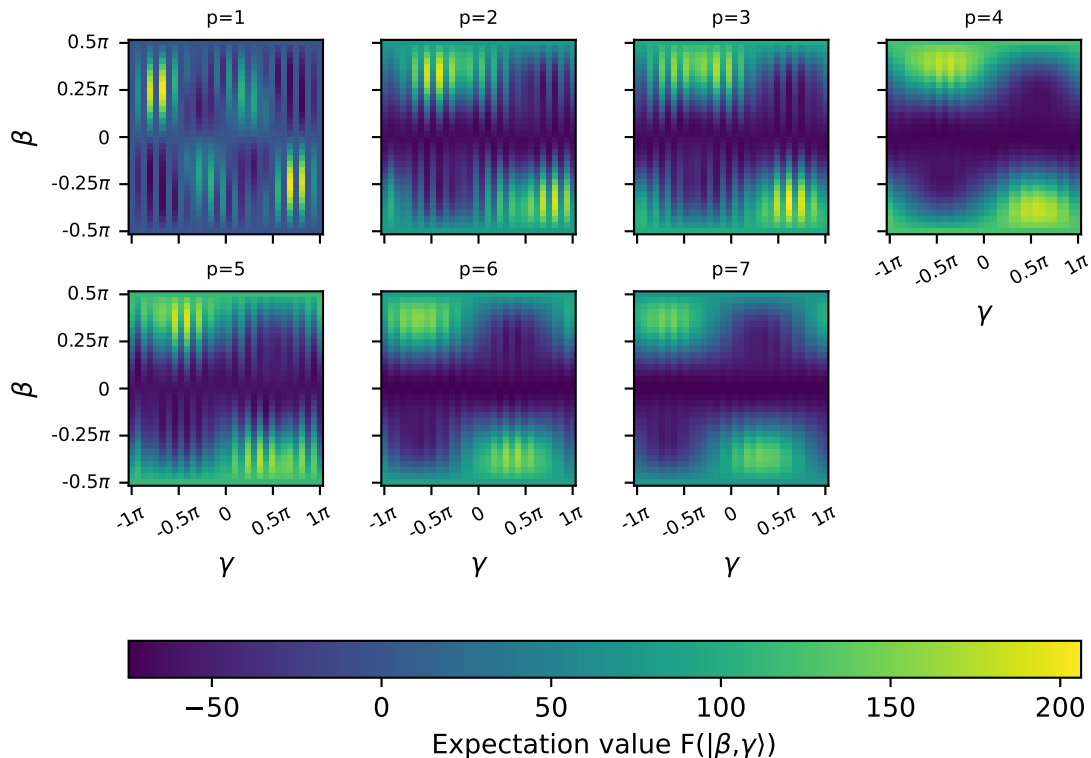 p=1 p=2 p=3 p=4
0.5π
0.25π
β 0
-0.25π
-0.5π
-1π -0.5π 0 0.5π 1π
γ
p=5 p=6 p=7
0.5π
0.25π
β 0
-0.25π
-0.5π
-1π -0.5π 0 0.5π 1π -1π -0.5π 0 0.5π 1π -1π -0.5π 0 0.5π 1π
γ γ γ
−50 0 50 100 150 200
Expectation value F(|β,γ⟩)